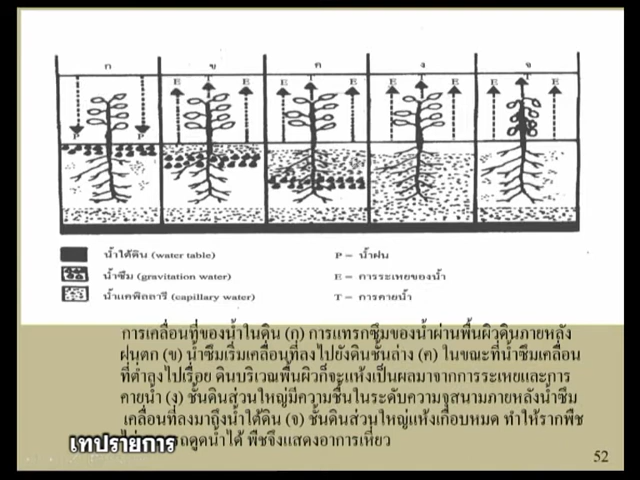 ก ข ค ง จ
E T E E T E E T E E T E
P P
น้ำใต้ดิน (water table) P = น้ำฝน
น้ำซึม (gravitation water) E = การระเหยของน้ำ
น้ำแคพิลลารี (capillary water) T = การคายน้ำ
การเคลื่อนที่ของน้ำในดิน (ก) การแทรกซึมของน้ำผ่านพื้นผิวดินภายหลัง
ฝนตก (ข) น้ำซึมเริ่มเคลื่อนที่ลงไปยังดินชั้นล่าง (ค) ในขณะที่น้ำซึมเคลื่อน
ที่ต่ำลงไปเรื่อย ดินบริเวณพื้นผิวก็จะแห้งเป็นผลมาจากการระเหยและการ
คายน้ำ (ง) ชั้นดินส่วนใหญ่มีความชื้นในระดับความจุสนามภายหลังน้ำซึม
เคลื่อนที่ลงมาถึงน้ำใต้ดิน (จ) ชั้นดินส่วนใหญ่แห้งเกือบหมด ทำให้รากพืช
ดูดน้ำได้ พืชจึงแสดงอาการเหี่ยว
เทปรายการ
52